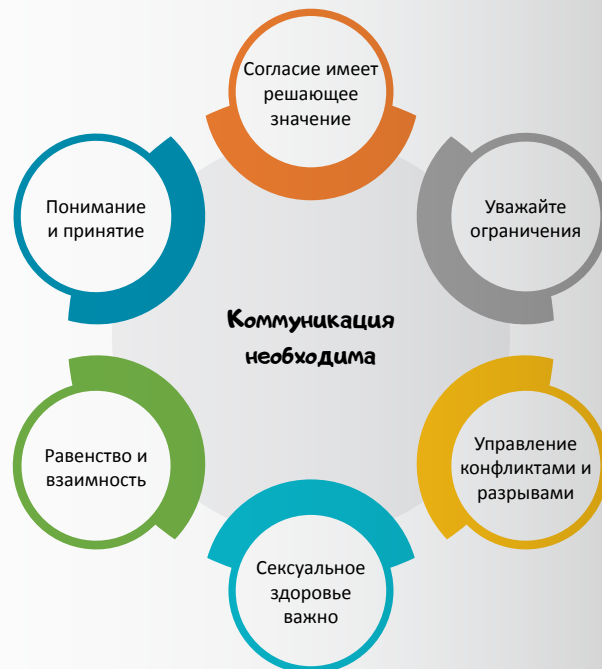 Согласие имеет
решающее
значение
Понимание
и принятие
Уважайте
ограничения
Коммуникация
необходима
Равенство и
взаимность
Управление
конфликтами и
разрывами
Сексуальное
здоровье
важно